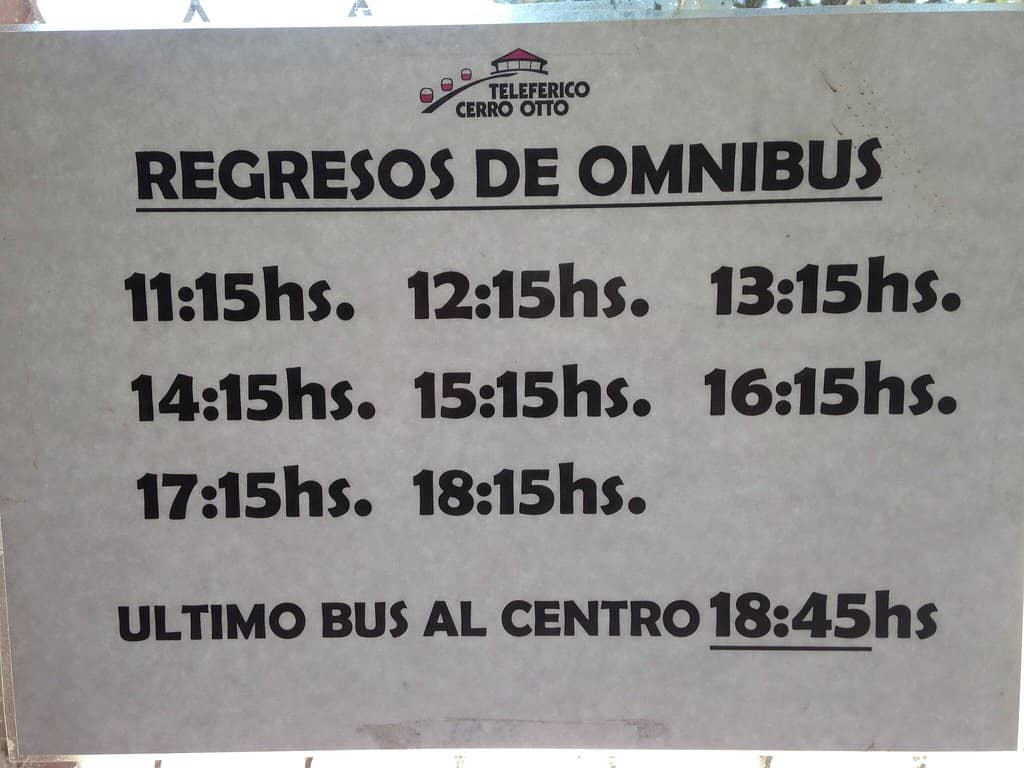 TELEFERICO
CERRO OTTO
REGRESOS DE OMNIBUS
11:15hs. 12:15hs. 13:15hs.
14:15hs. 15:15hs. 16:15hs.
17:15hs. 18:15hs.
ULTIMO BUS AL CENTRO 18:45hs